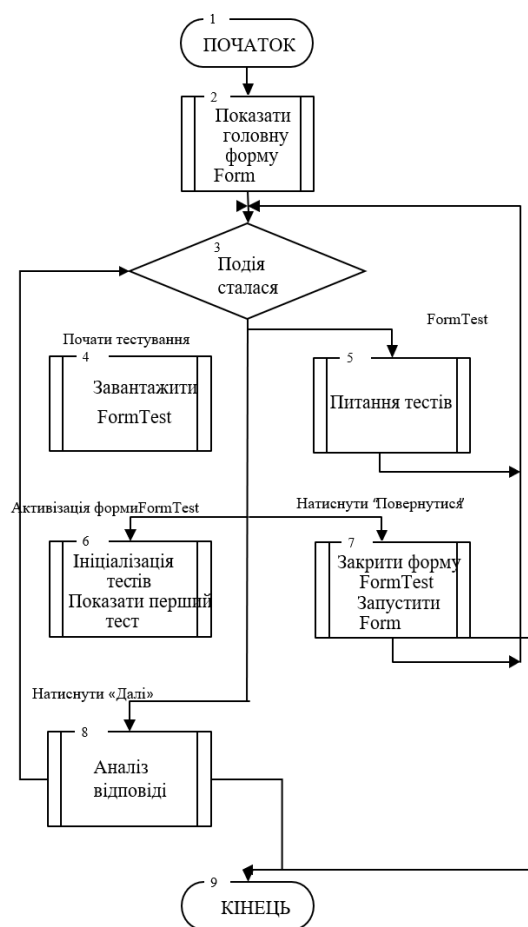 1
ПОЧАТОК
2
Показати
головну
форму
Form
3
Подія
сталася
FormTest
Почати тестування
4
Завантажити
FormTest
5
Питання тестів
Активізація формиFormTest
Натиснути “Повернутися”
6
Ініціалізація
тестів
Показати перший
тест
7
Закрити форму
FormTest
Запустити
Form
Натиснути «Далі»
8
Аналіз
відповіді
9
КІНЕЦЬ